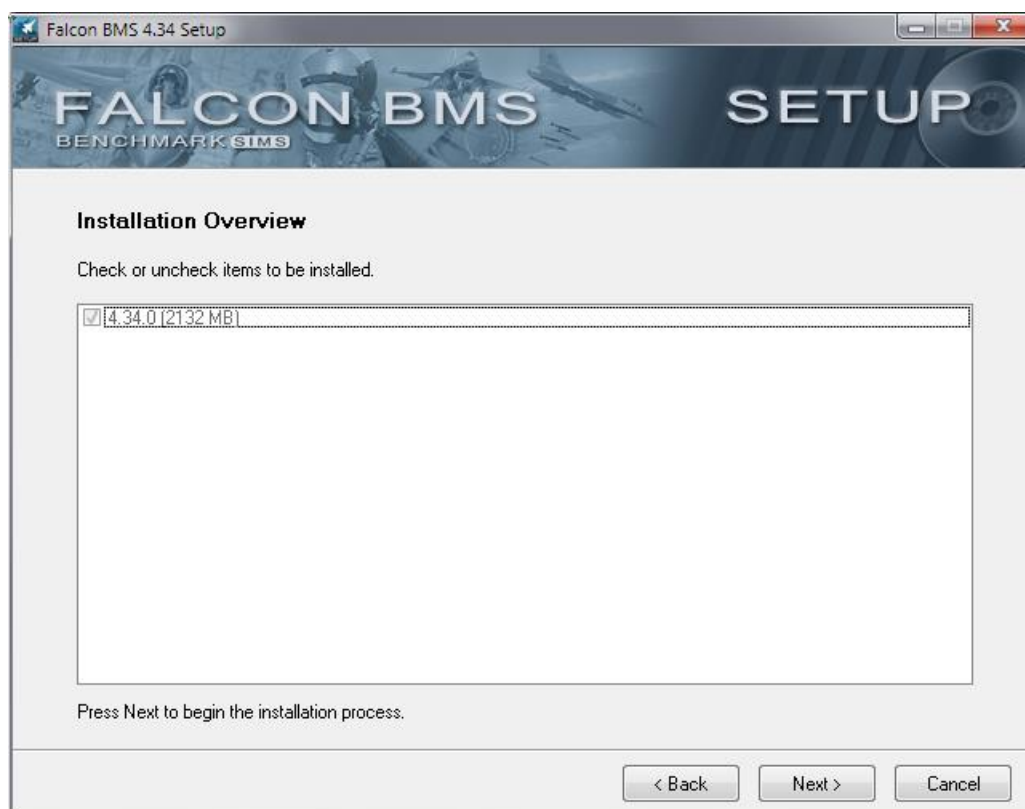 Falcon BMS 4.34 Setup
FALCON BMS SETUP
BENCHMARK SIMS
Installation Overview
Check or uncheck items to be installed.
4.34.0 (2132 MB)
Press Next to begin the installation process.
< Back Next > Cancel